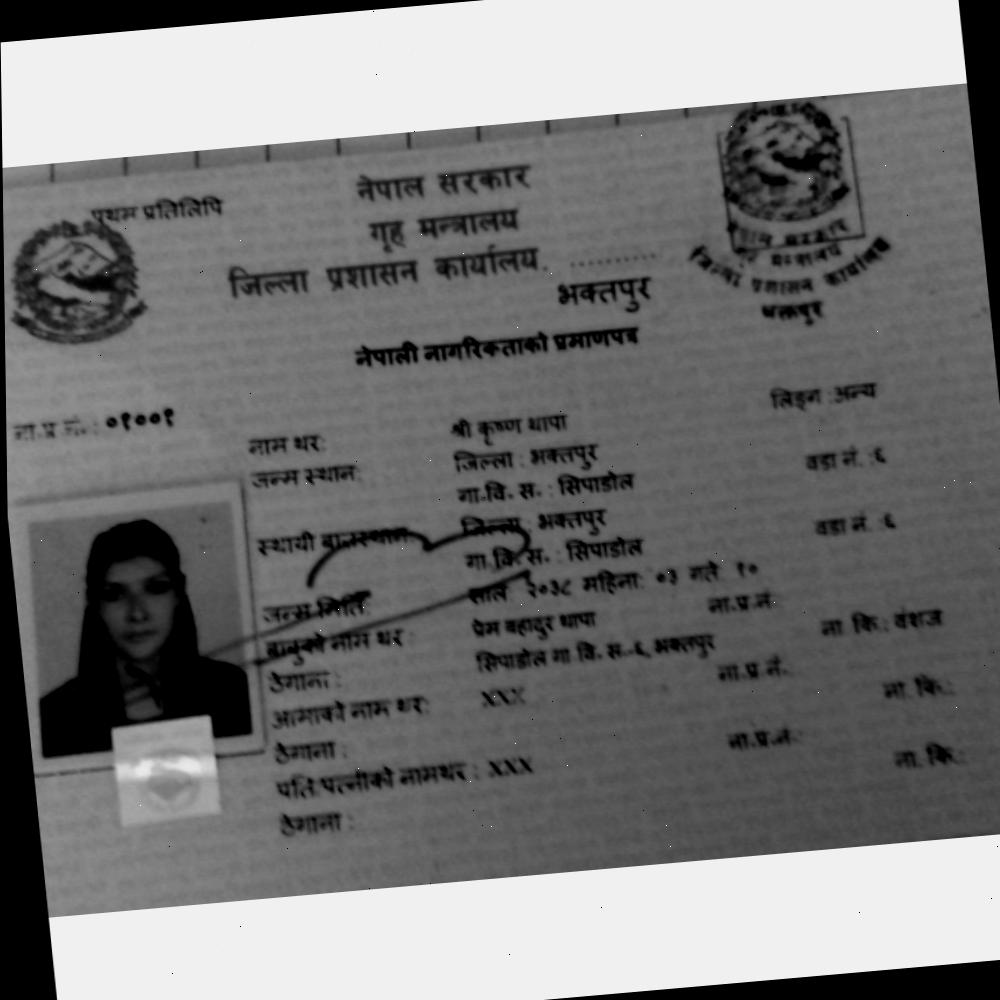 प्रथम प्रतिलिपि
नेपाल सरकार
गृह मन्त्रालय
जिल्ला प्रशासन कार्यालय, ..........
भक्तपुर
नेपाल सरकार
गृह मन्त्रालय
जिल्ला प्रशासन कार्यालय
भक्तपुर
नेपाली नागरिकताको प्रमाणपत्र
ना.प्र.नं.: ०१००१
लिङ्ग :अन्य
नाम थर: श्री कृष्ण थापा
जन्म स्थान: जिल्ला : भक्तपुर
गा.वि. स. : सिपाडोल वडा नं. :६
स्थायी बासस्थान: जिल्ला : भक्तपुर
गा.वि.स. : सिपाडोल वडा नं. :६
जन्म मिति: साल २०३८ महिना: ०३ गते १०
बाबुको नाम थर : प्रेम बहादुर थापा ना.प्र.नं.
ठेगाना : सिपाडोल गा वि. स.-६ भक्तपुर ना कि.: वंशज
आमाको नाम थर: XXX ना.प्र.नं.
ठेगाना : ना. कि.:
पति/पत्नीको नामथर : XXX ना.प्र.नं.:
ठेगाना : ना. कि.: